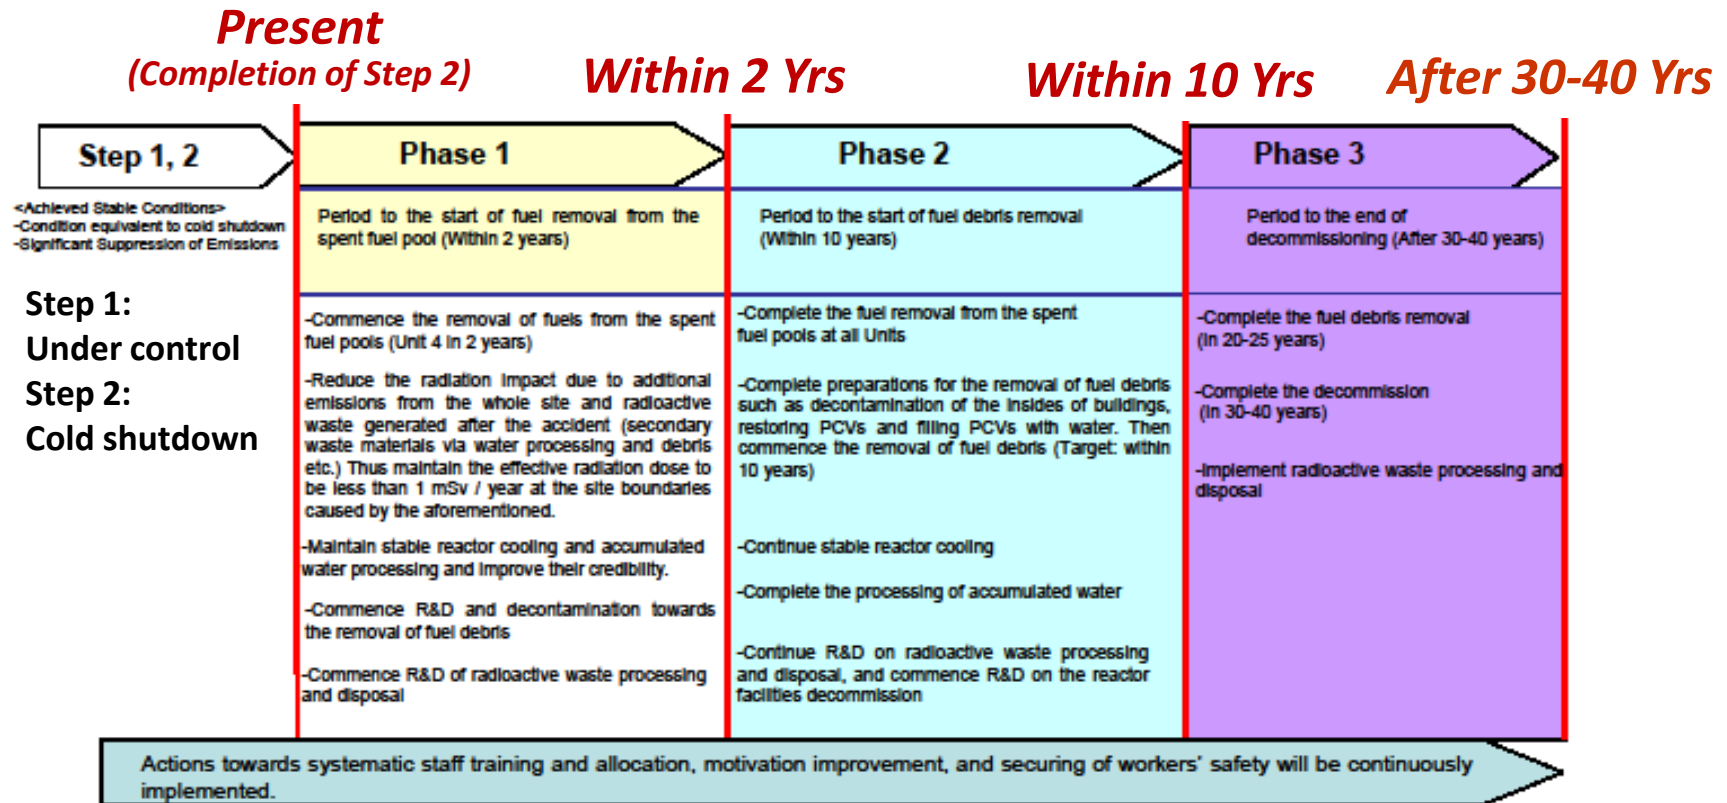 Present
(Completion of Step 2)
Within 2 Yrs
Within 10 Yrs
After 30-40 Yrs
Step 1, 2
Phase 1
Phase 2
Phase 3
<Achieved Stable Conditions>
-Condition equivalent to cold shutdown
-Significant Suppression of Emissions
Step 1:
Under control
Step 2:
Cold shutdown
Period to the start of fuel removal from the
spent fuel pool (Within 2 years)
-Commence the removal of fuels from the spent
fuel pools (Unit 4 in 2 years)
-Reduce the radiation impact due to additional
emissions from the whole site and radioactive
waste generated after the accident (secondary
waste materials via water processing and debris
etc.) Thus maintain the effective radiation dose to
be less than 1 mSv / year at the site boundaries
caused by the aforementioned.
-Maintain stable reactor cooling and accumulated
water processing and improve their credibility.
-Commence R&D and decontamination towards
the removal of fuel debris
-Commence R&D of radioactive waste processing
and disposal
Period to the start of fuel debris removal
(Within 10 years)
-Complete the fuel removal from the spent
fuel pools at all Units
-Complete preparations for the removal of fuel debris
such as decontamination of the insides of buildings,
restoring PCVs and filling PCVs with water. Then
commence the removal of fuel debris (Target: within
10 years)
-Continue stable reactor cooling
-Complete the processing of accumulated water
-Continue R&D on radioactive waste processing
and disposal, and commence R&D on the reactor
facilities decommission
Period to the end of
decommissioning (After 30-40 years)
-Complete the fuel debris removal
(in 20-25 years)
-Complete the decommission
(in 30-40 years)
-Implement radioactive waste processing and
disposal
Actions towards systematic staff training and allocation, motivation improvement, and securing of workers' safety will be continuously
implemented.